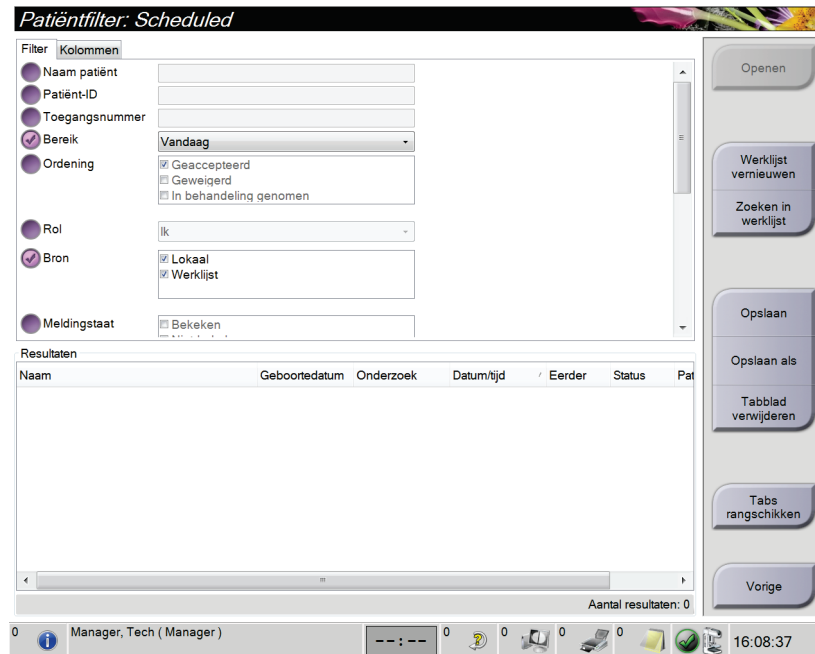 Patiëntfilter: Scheduled
Filter Kolommen
Naam patiënt
Patiënt-ID
Toegangsnummer
Bereik Vandaag
Ordening Geaccepteerd
Geweigerd
In behandeling genomen
Rol Ik
Bron Lokaal
Werklijst
Meldingstaat Bekeken
Resultaten
Naam Geboortedatum Onderzoek Datum/tijd Eerder Status Pat
Aantal resultaten: 0
Openen
Werklijst
vernieuwen
Zoeken in
werklijst
Opslaan
Opslaan als
Tabblad
verwijderen
Tabs
rangschikken
Vorige
0 Manager, Tech ( Manager ) --:-- 0 0 0 0 16:08:37